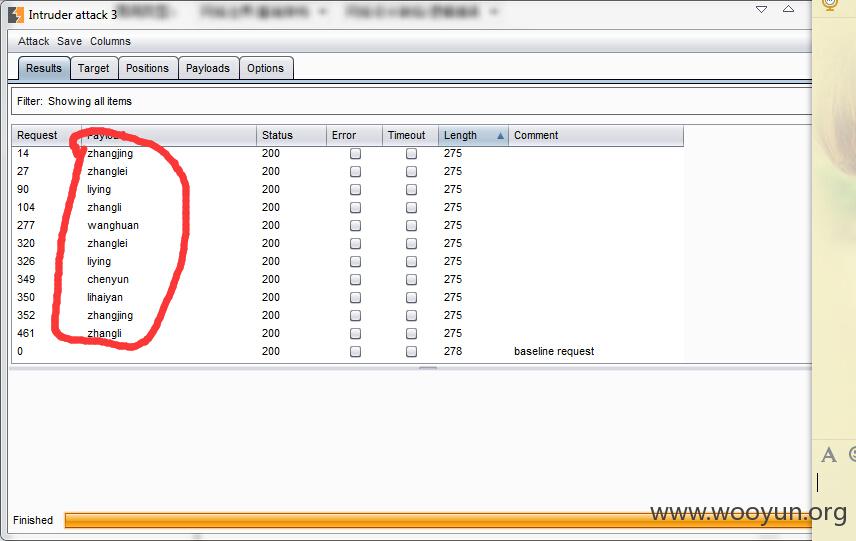 Intruder attack 3
Attack Save Columns
Results Target Positions Payloads Options
Filter: Showing all items
Request Status Error Timeout Length Comment
14 zhangjing 200 275
27 zhanglei 200 275
90 liying 200 275
104 zhangli 200 275
277 wanghuan 200 275
320 zhanglei 200 275
326 liying 200 275
349 chenyun 200 275
350 lihaiyan 200 275
352 zhangjing 200 275
461 zhangli 200 275
0 200 278 baseline request
A
Finished
www.wooyun.org